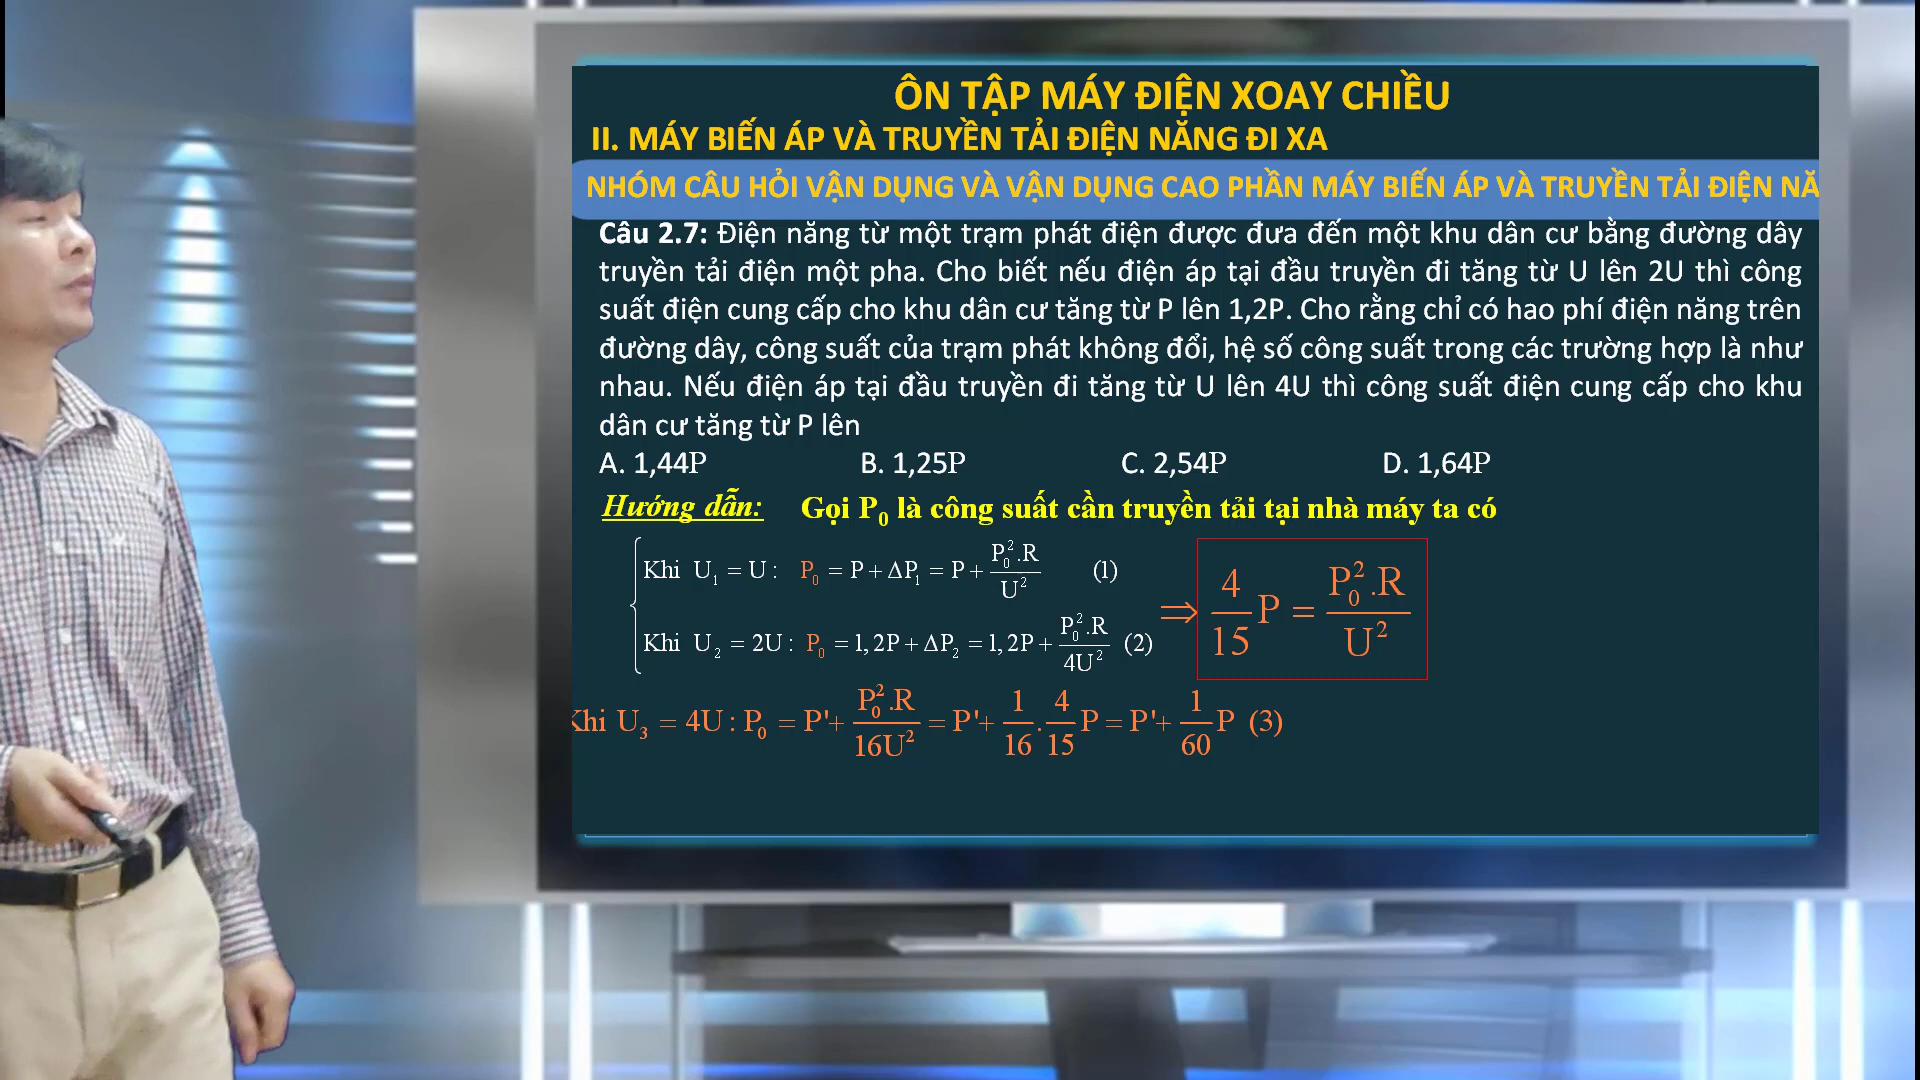 ÔN TẬP MÁY ĐIỆN XOAY CHIỀU
II. MÁY BIẾN ÁP VÀ TRUYỀN TẢI ĐIỆN NĂNG ĐI XA
NHÓM CÂU HỎI VẬN DỤNG VÀ VẬN DỤNG CAO PHẦN MÁY BIẾN ÁP VÀ TRUYỀN TẢI ĐIỆN NĂ
Câu 2.7: Điện năng từ một trạm phát điện được đưa đến một khu dân cư bằng đường dây
truyền tải điện một pha. Cho biết nếu điện áp tại đầu truyền đi tăng từ U lên 2U thì công
suất điện cung cấp cho khu dân cư tăng từ P lên 1,2P. Cho rằng chỉ có hao phí điện năng trên
đường dây, công suất của trạm phát không đổi, hệ số công suất trong các trường hợp là như
nhau. Nếu điện áp tại đầu truyền đi tăng từ U lên 4U thì công suất điện cung cấp cho khu
dân cư tăng từ P lên
A. 1,44P B. 1,25P C. 2,54P D. 1,64P
Hướng dẫn: Gọi P₀ là công suất cần truyền tải tại nhà máy ta có
Khi U₁ = U : P₀ = P + ΔP₁ = P + P₀².R/U² (1)
Khi U₂ = 2U : P₀ = 1,2P + ΔP₂ = 1,2P + P₀².R/4U² (2)
⇒ 4/15 P = P₀².R/U²
Khi U₃ = 4U : P₀ = P'+ P₀².R/16U² = P'+ 1/16 . 4/15 P = P'+ 1/60 P (3)